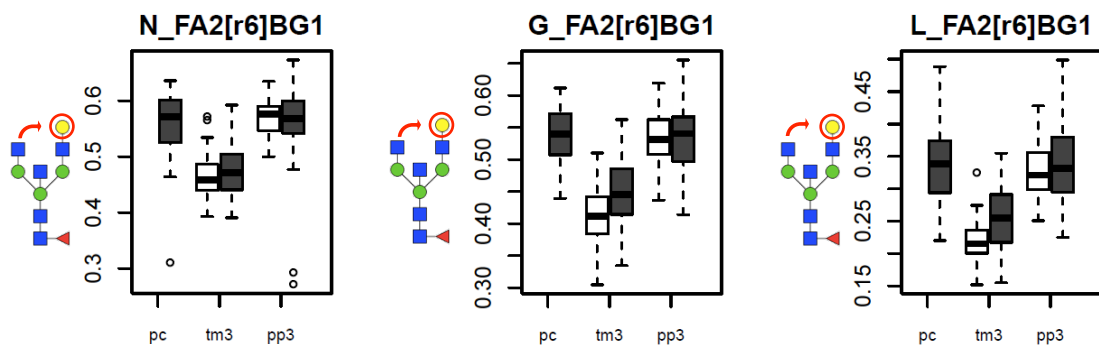 N_FA2[r6]BG1
0.6
0.5
0.4
0.3
pc
tm3
pp3
G_FA2[r6]BG1
0.60
0.50
0.40
0.30
pc
tm3
pp3
L_FA2[r6]BG1
0.45
0.35
0.25
0.15
pc
tm3
pp3